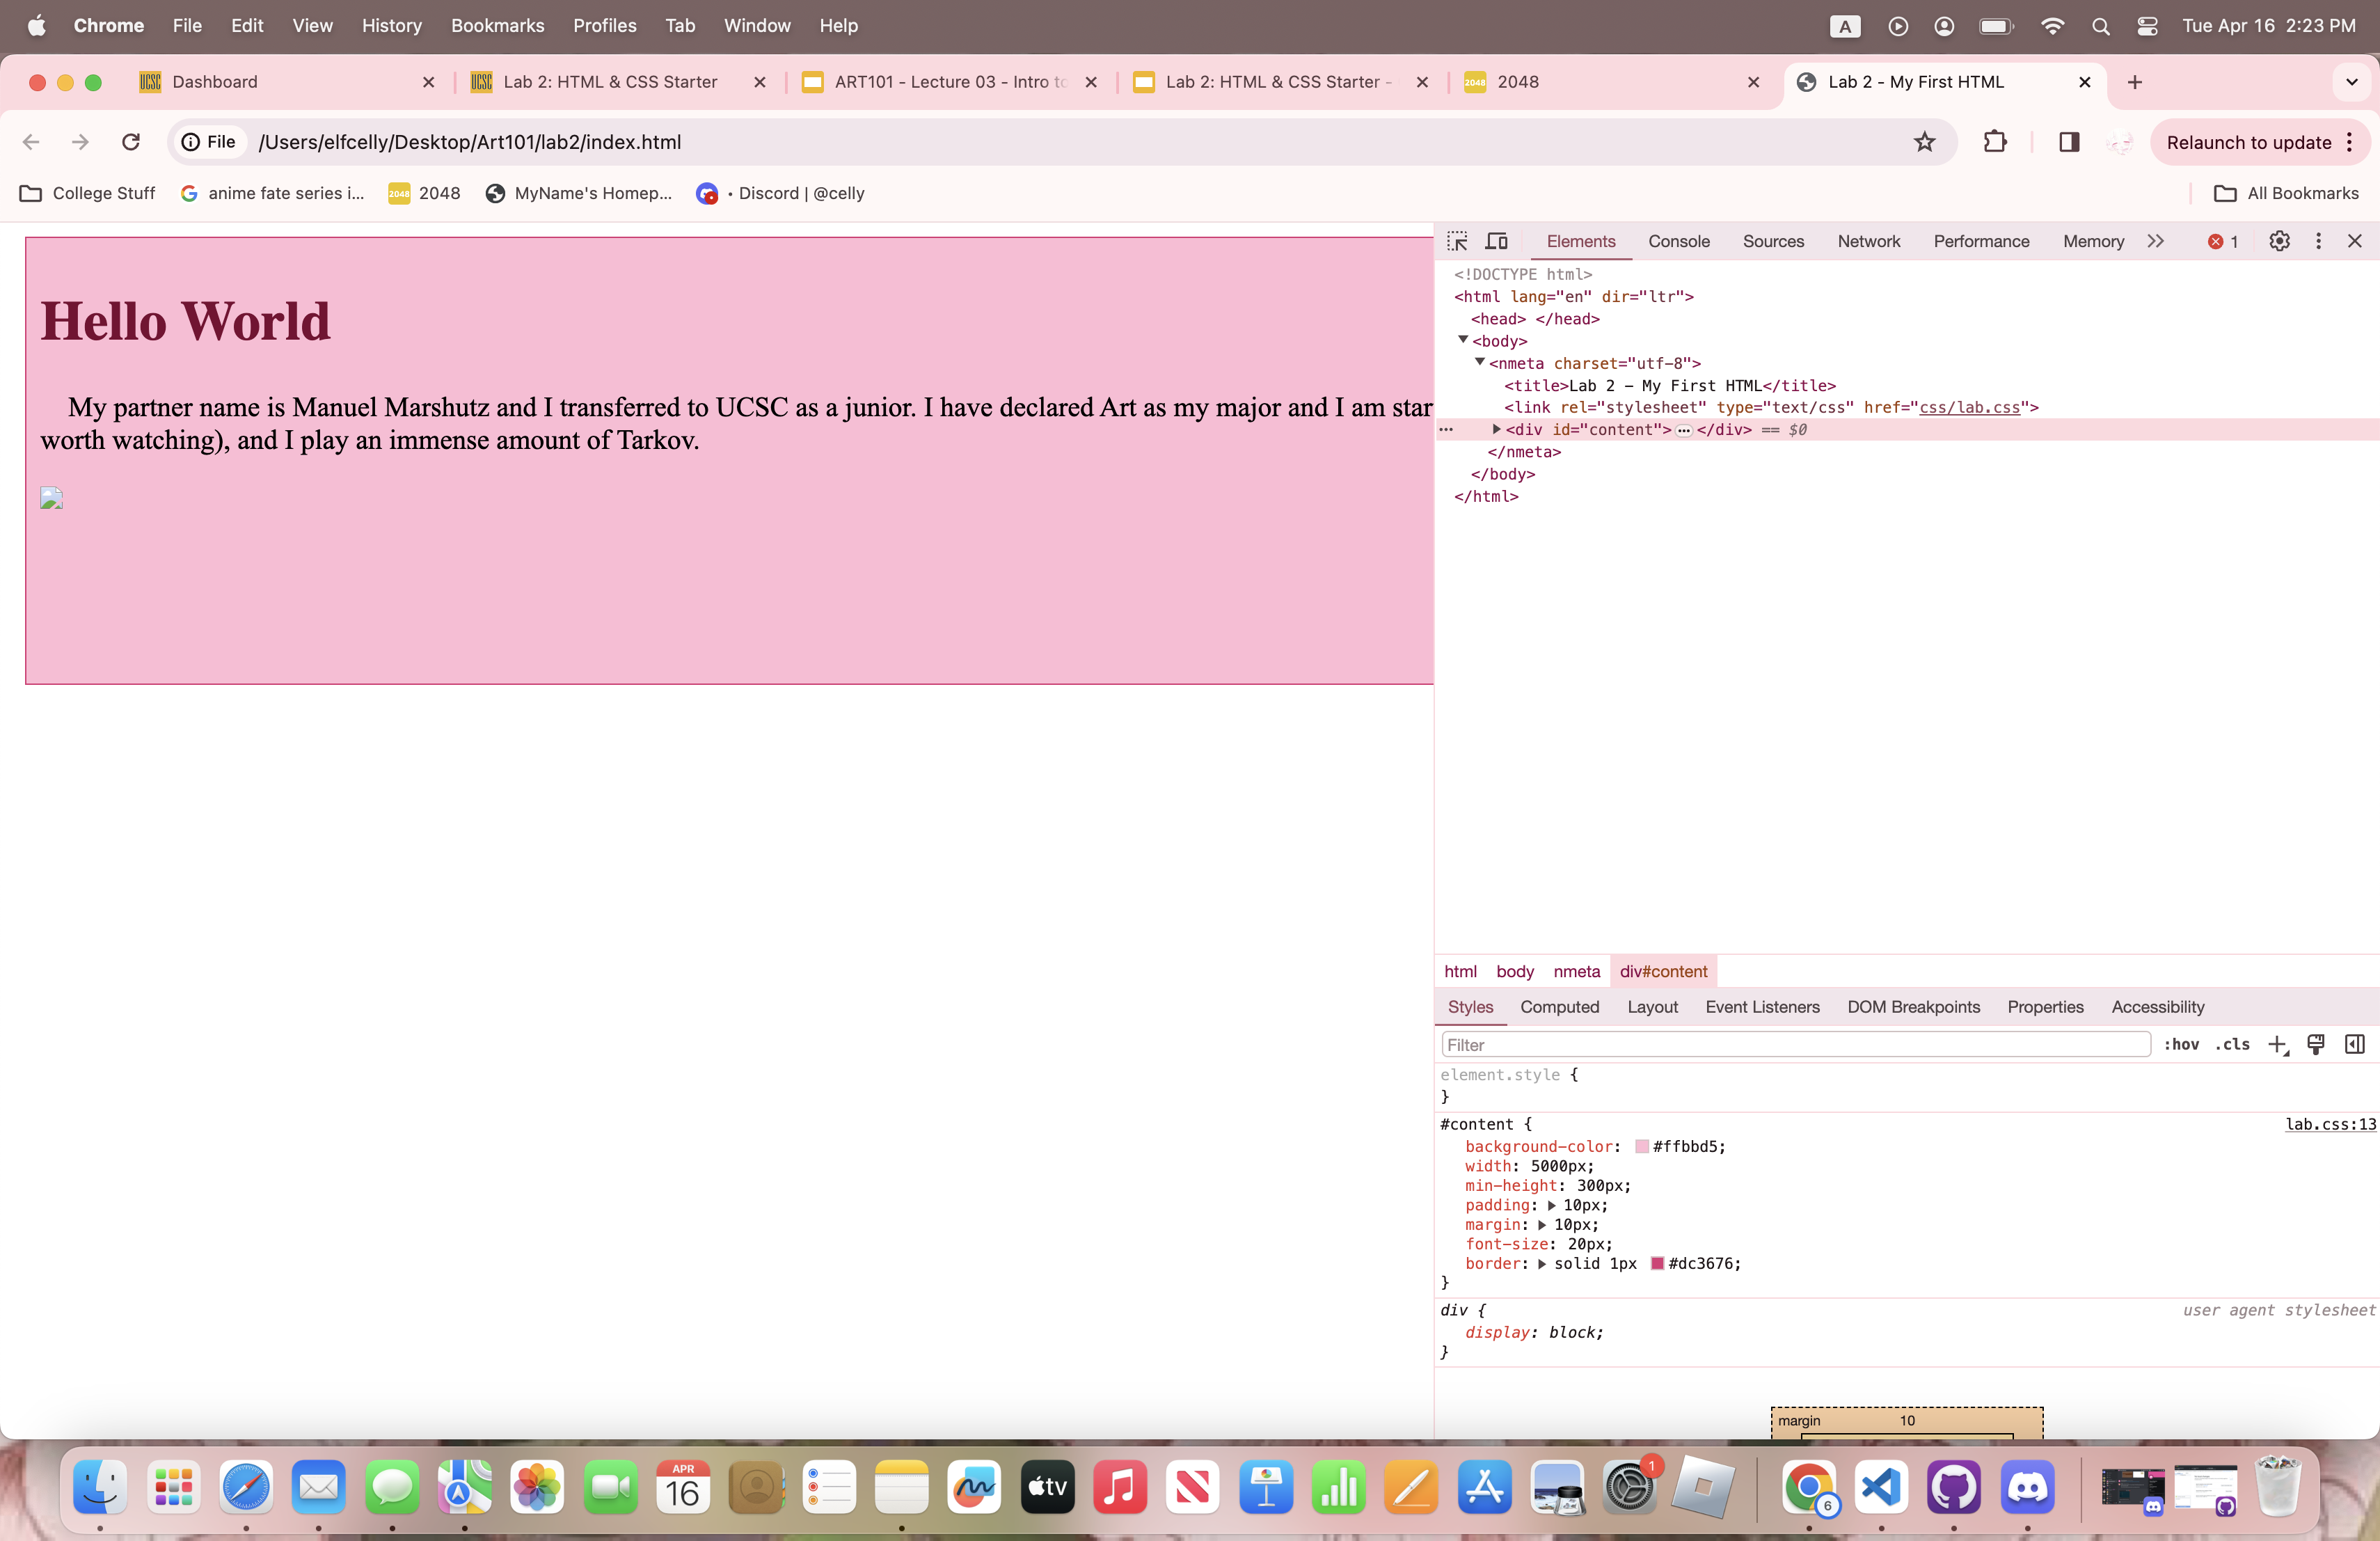 Chrome File Edit View History Bookmarks Profiles Tab Window Help A Tue Apr 16 2:23 PM
UCSC Dashboard UCSC Lab 2: HTML & CSS Starter ART101 - Lecture 03 - Intro to Lab 2: HTML & CSS Starter - 2048 2048 Lab 2 - My First HTML
File /Users/elfcelly/Desktop/Art101/lab2/index.html Relaunch to update
College Stuff anime fate series i... 2048 2048 MyName's Homep... • Discord | @celly All Bookmarks
Hello World
My partner name is Manuel Marshutz and I transferred to UCSC as a junior. I have declared Art as my major and I am star
worth watching), and I play an immense amount of Tarkov.
Elements Console Sources Network Performance Memory 1
<!DOCTYPE html>
<html lang="en" dir="ltr">
<head> </head>
<body>
<nmeta charset="utf-8">
<title>Lab 2 – My First HTML</title>
<link rel="stylesheet" type="text/css" href="css/lab.css">
... <div id="content"> ... </div> == $0
</nmeta>
</body>
</html>
html body nmeta div#content
Styles Computed Layout Event Listeners DOM Breakpoints Properties Accessibility
Filter :hov .cls
element.style {
}
#content { lab.css:13
background-color: #ffbbd5;
width: 5000px;
min-height: 300px;
padding: 10px;
margin: 10px;
font-size: 20px;
border: solid 1px #dc3676;
}
div { user agent stylesheet
display: block;
}
margin 10
APR
16
tv
1
6